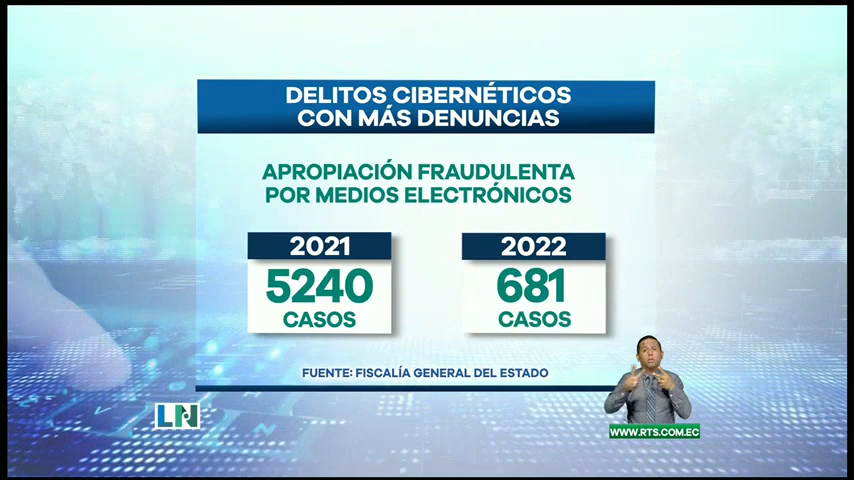 DELITOS CIBERNÉTICOS
CON MÁS DENUNCIAS
APROPIACIÓN FRAUDULENTA
POR MEDIOS ELECTRÓNICOS
2021
5240
CASOS
2022
681
CASOS
FUENTE: FISCALÍA GENERAL DEL ESTADO
LN
WWW.RTS.COM.EC